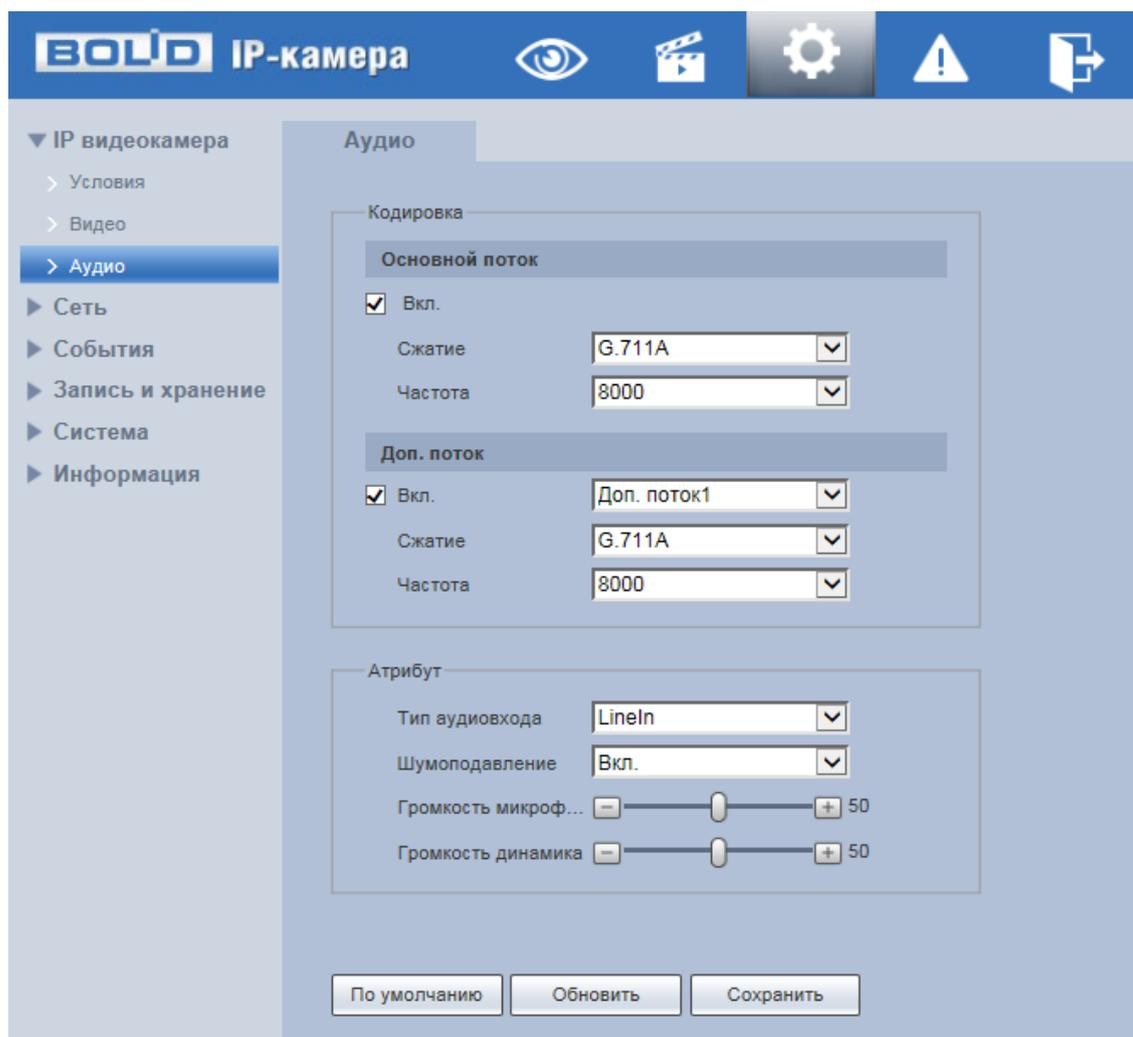 BOLID IP-камера
IP видеокамера
Условия
Видео
Аудио
Сеть
События
Запись и хранение
Система
Информация
Аудио
Кодировка
Основной поток
Вкл.
Сжатие G.711A
Частота 8000
Доп. поток
Вкл. Доп. поток1
Сжатие G.711A
Частота 8000
Атрибут
Тип аудиовхода LineIn
Шумоподавление Вкл.
Громкость микроф... 50
Громкость динамика 50
По умолчанию Обновить Сохранить